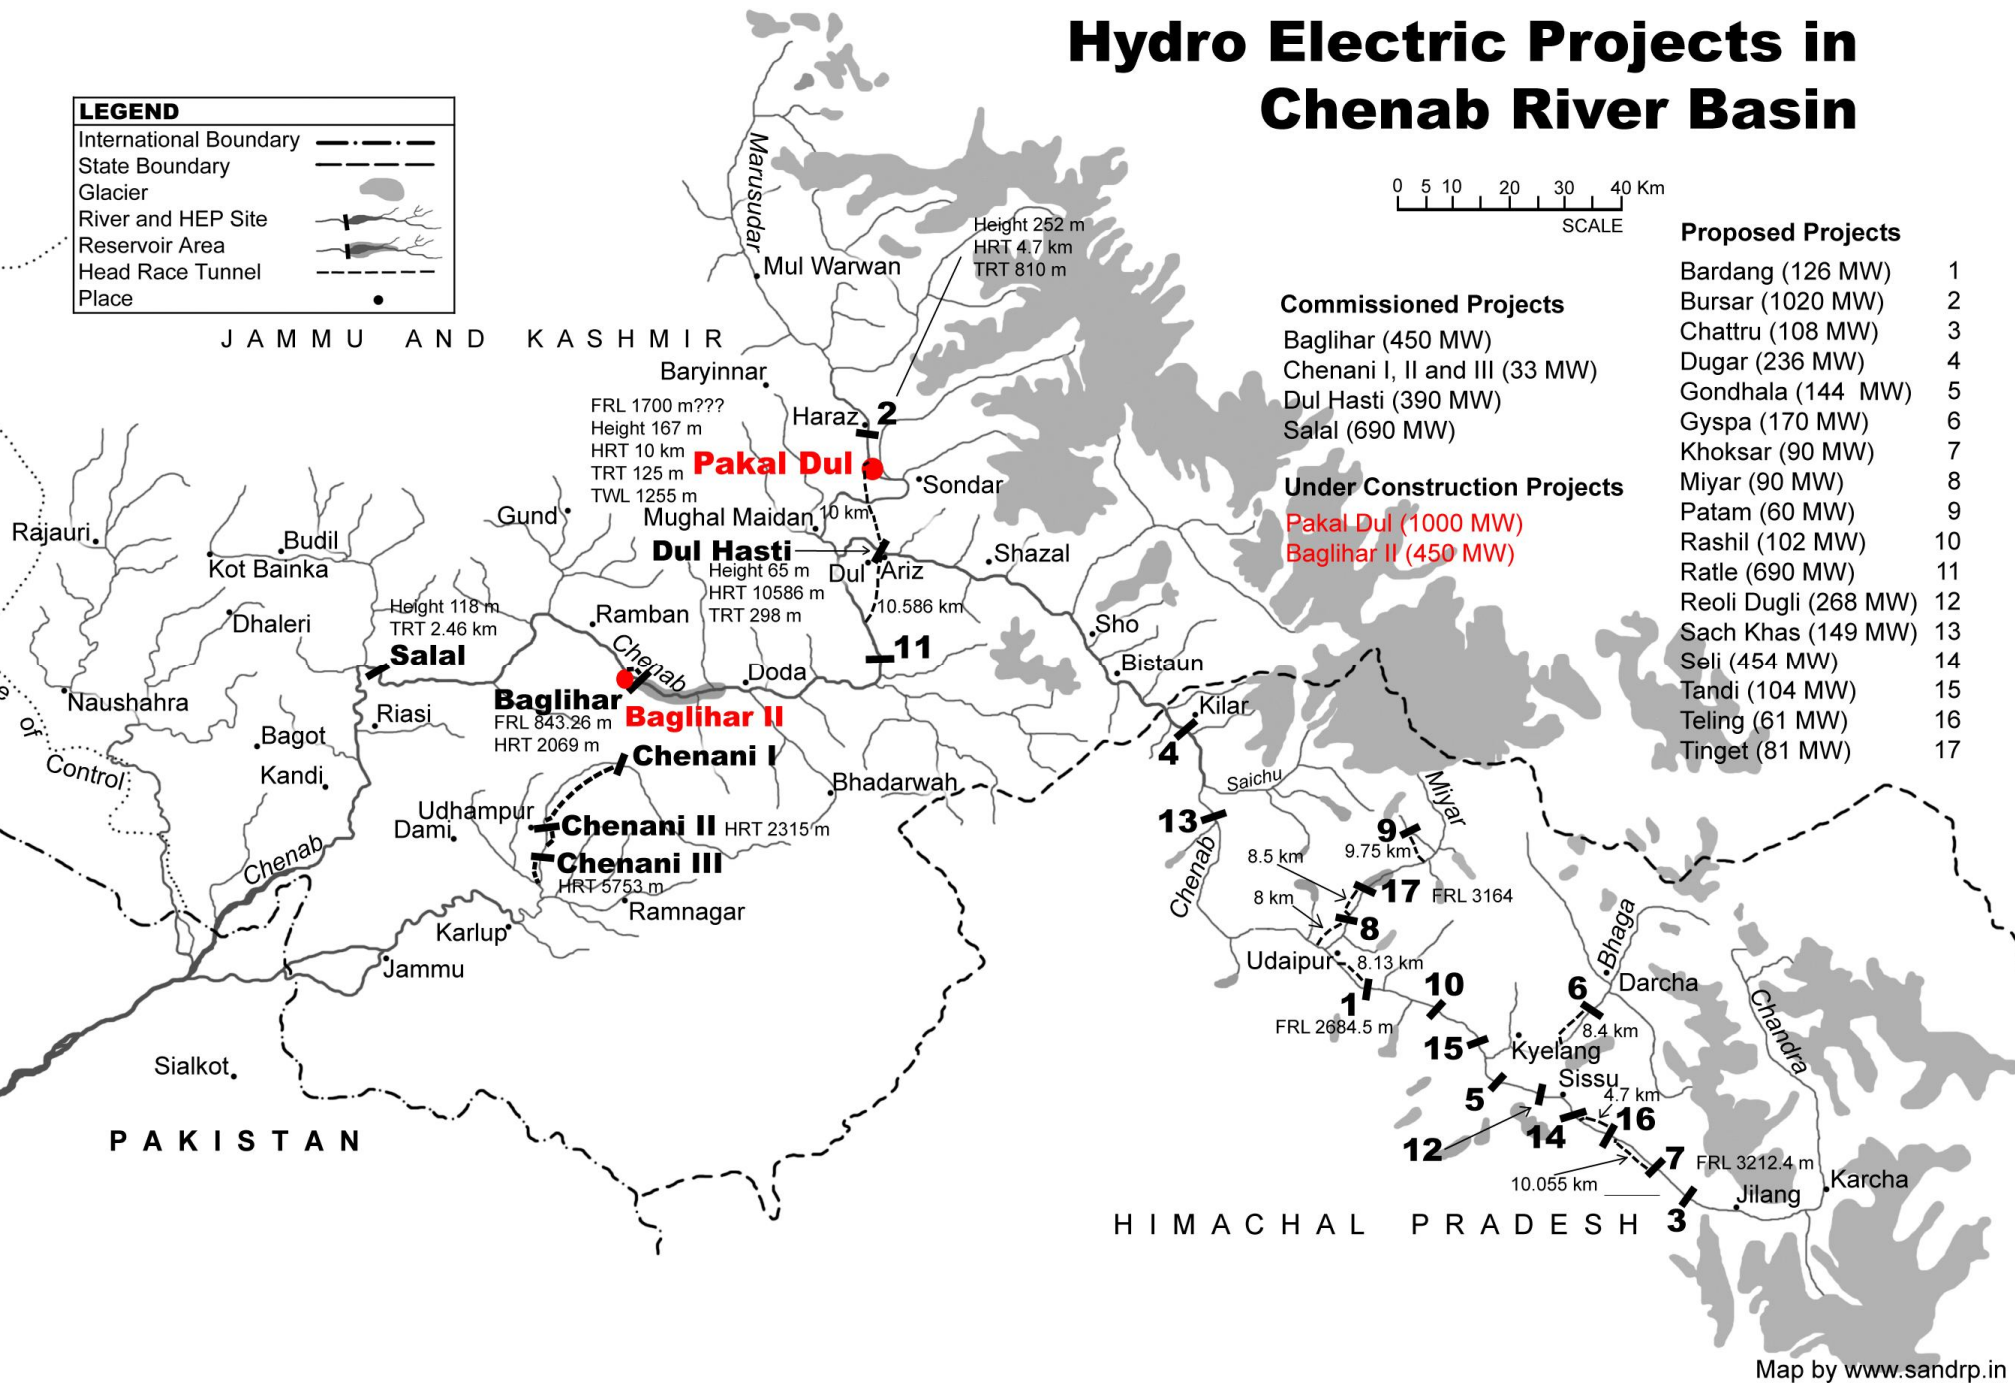 Hydro Electric Projects in
Chenab River Basin
LEGEND
International Boundary
State Boundary
Glacier
River and HEP Site
Reservoir Area
Head Race Tunnel
Place
0 5 10 20 30 40 Km
SCALE
Commissioned Projects
Baglihar (450 MW)
Chenani I, II and III (33 MW)
Dul Hasti (390 MW)
Salal (690 MW)
Under Construction Projects
Pakal Dul (1000 MW)
Baglihar II (450 MW)
Proposed Projects
Bardang (126 MW) 1
Bursar (1020 MW) 2
Chattru (108 MW) 3
Dugar (236 MW) 4
Gondhala (144 MW) 5
Gyspa (170 MW) 6
Khoksar (90 MW) 7
Miyar (90 MW) 8
Patam (60 MW) 9
Rashil (102 MW) 10
Ratle (690 MW) 11
Reoli Dugli (268 MW) 12
Sach Khas (149 MW) 13
Seli (454 MW) 14
Tandi (104 MW) 15
Teling (61 MW) 16
Tinget (81 MW) 17
JAMMU AND KASHMIR
Marusudar
Mul Warwan
Height 252 m
HRT 4.7 km
TRT 810 m
Baryinnar
Haraz
2
FRL 1700 m???
Height 167 m
HRT 10 km
TRT 125 m
TWL 1255 m
Pakal Dul
Sondar
Gund
Mughal Maidan
10 km
Dul Hasti
Height 65 m
HRT 10586 m
TRT 298 m
Dul
Ariz
Shazal
10.586 km
Rajauri
Budil
Kot Bainka
Dhaleri
Height 118 m
TRT 2.46 km
Salal
Ramban
Chenab
11
Sho
Bistaun
Doda
Naushahra
e of
Control
Riasi
Bagot
Kandi
Baglihar
FRL 843.26 m
HRT 2069 m
Baglihar II
Chenani I
Bhadarwah
Udhampur
Dami
Chenani II
HRT 2315 m
Chenani III
HRT 5753 m
Ramnagar
Karlup
Jammu
Chenab
Sialkot
PAKISTAN
Kilar
4
Saichu
Miyar
13
Chenab
9
9.75 km
8.5 km
17
FRL 3164
8 km
8
Udaipur
8.13 km
1
FRL 2684.5 m
10
Bhaga
Darcha
6
8.4 km
Chandra
15
Kyelang
5
Sissu
4.7 km
12
14
16
7
FRL 3212.4 m
10.055 km
Jilang
Karcha
3
HIMACHAL PRADESH
Map by www.sandrp.in